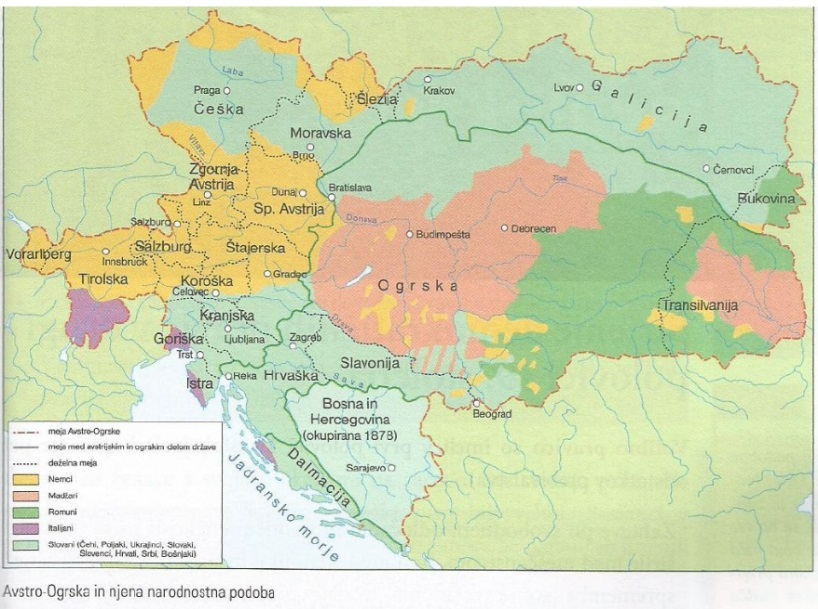 Laba
Praga
Češka
Šlezija
Krakov
Lvov
Galicija
Moravska
Brno
Vltava
Zgornja
Avstrija
Linz
Dunaj
Sp. Avstrija
Bratislava
Černovci
Bukovina
Tisa
Donava
Budimpešta
Debrecen
Salzburg
Salzburg
Vorarlberg
Innsbruck
Tirolska
Štajerska
Gradec
Koroška
Celovec
Ogrska
Transilvanija
Kranjska
Ljubljana
Goriška
Trst
Istra
Reka
Zagreb
Drava
Hrvaška
Slavonija
Sava
Beograd
Bosna in
Hercegovina
(okupirana 1878)
Sarajevo
Dalmacija
Jadransko morje
meja Avstro-Ogrske
meja med avstrijskim in ogrskim delom države
deželna meja
Nemci
Madžari
Romuni
Italijani
Slovani (Čehi, Poljaki, Ukrajinci, Slovaki,
Slovenci, Hrvati, Srbi, Bošnjaki)
Avstro-Ogrska in njena narodnostna podoba